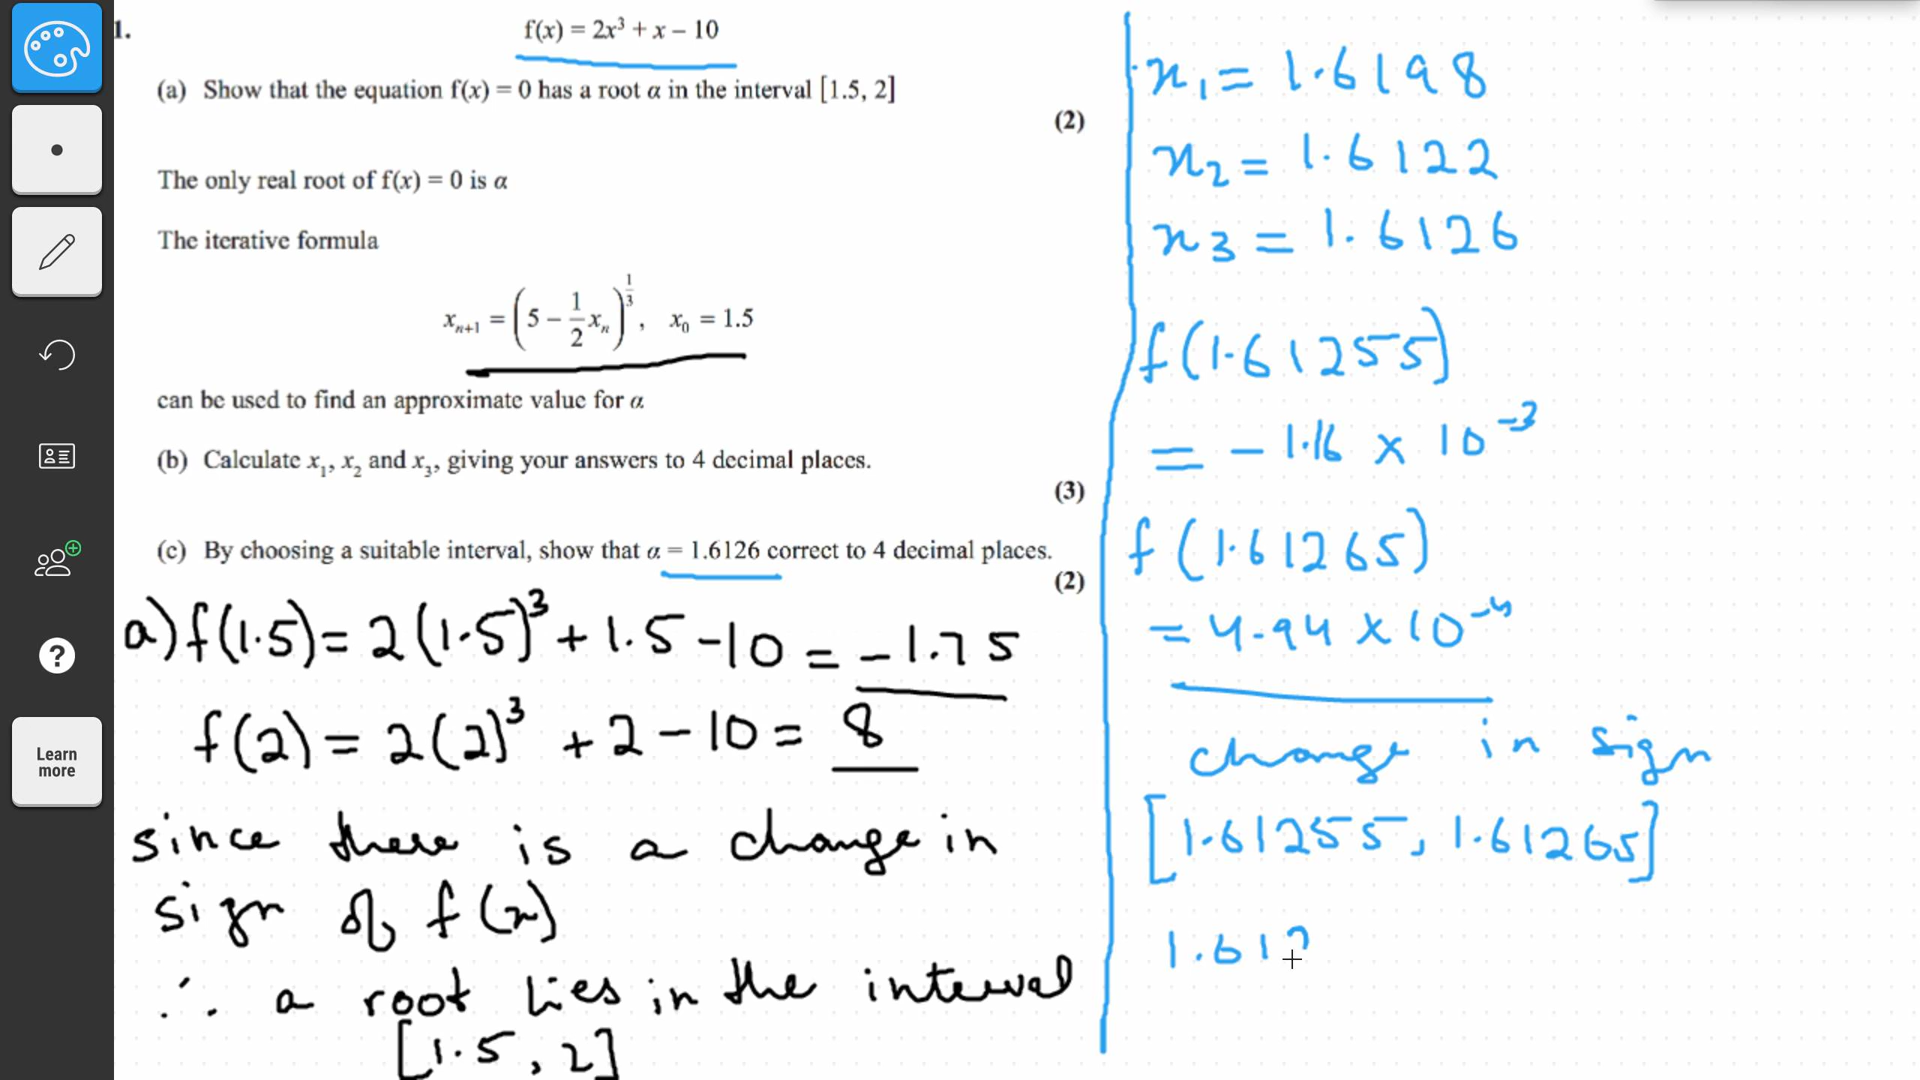 1.
f(x) = 2x³ + x – 10
(a) Show that the equation f(x) = 0 has a root α in the interval [1.5, 2]
(2)
The only real root of f(x) = 0 is α
The iterative formula
xₙ₊₁ = (5 – 1/2 xₙ)^(1/3), x₀ = 1.5
can be used to find an approximate value for α
(b) Calculate x₁, x₂ and x₃, giving your answers to 4 decimal places.
(3)
(c) By choosing a suitable interval, show that α = 1.6126 correct to 4 decimal places.
(2)
a) f(1.5) = 2(1.5)³ + 1.5 - 10 = -1.75
f(2) = 2(2)³ + 2 - 10 = 8
since there is a change in
sign of f(x)
∴ a root lies in the interval
[1.5, 2]
x₁ = 1.6198
x₂ = 1.6122
x₃ = 1.6126
f(1.61255)
= -1.16 × 10⁻³
f(1.61265)
= 4.94 × 10⁻⁴
change in sign
[1.61255, 1.61265]
1.612
?
Learn
more